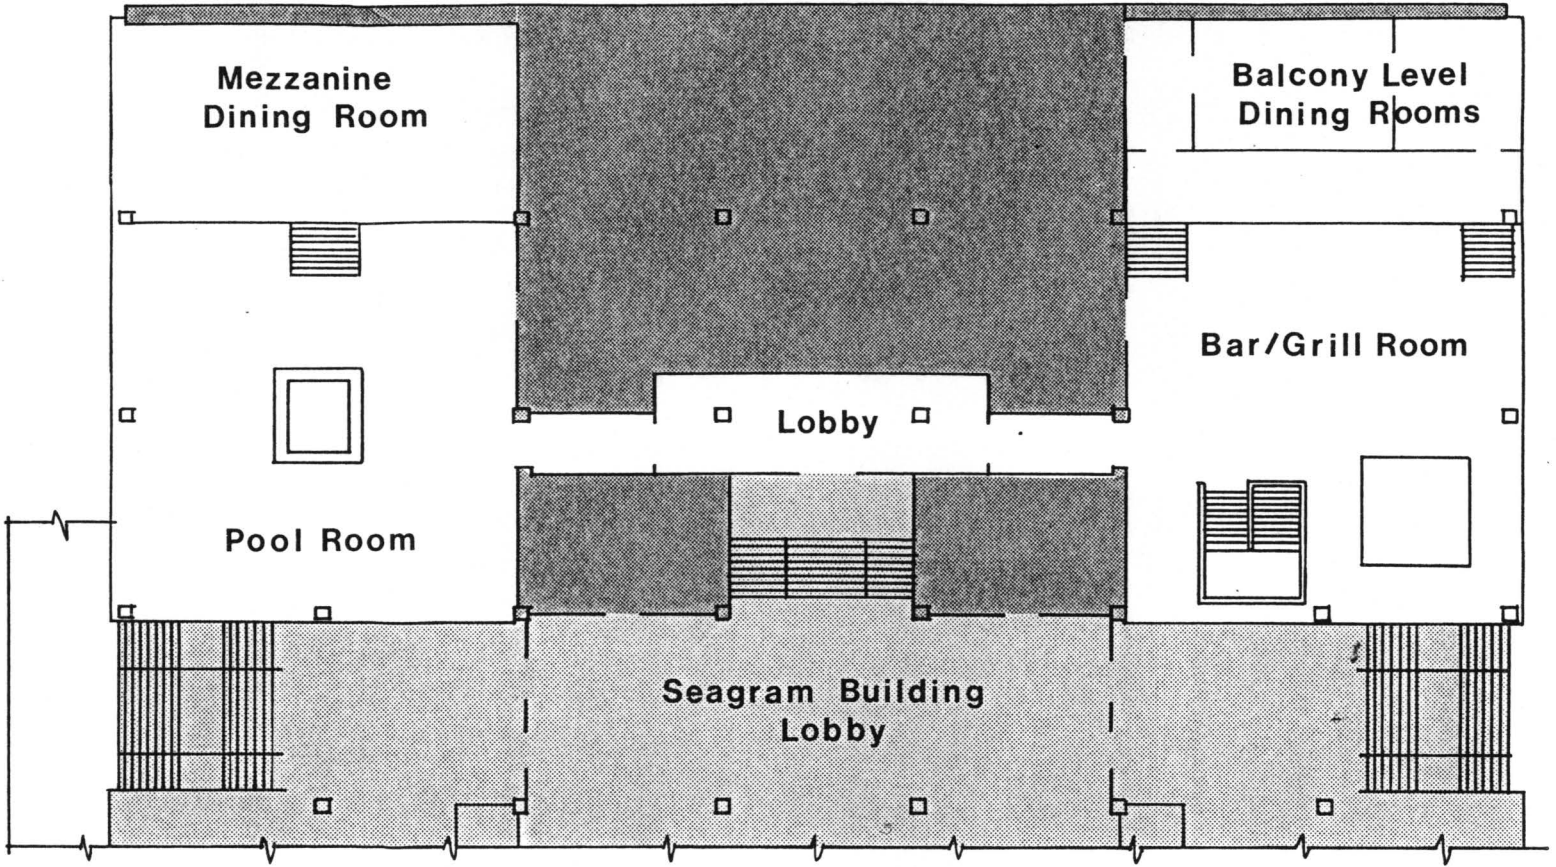 Mezzanine
Dining Room
Balcony Level
Dining Rooms
Bar/Grill Room
Lobby
Pool Room
Seagram Building
Lobby